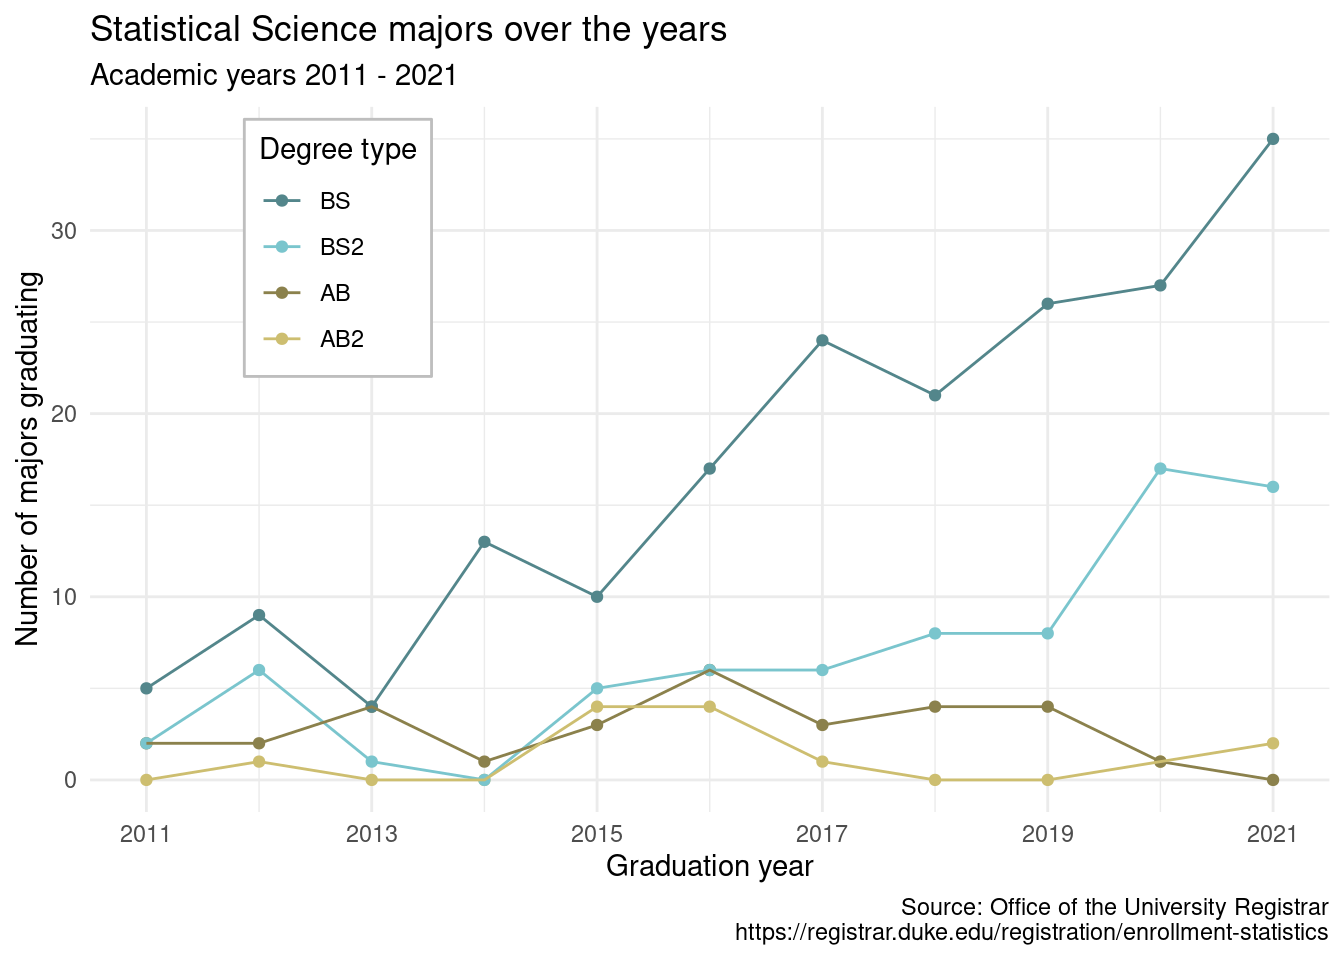 Statistical Science majors over the years
Academic years 2011 - 2021
Degree type
BS
BS2
AB
AB2
Number of majors graduating
30
20
10
0
2011 2013 2015 2017 2019 2021
Graduation year
Source: Office of the University Registrar
https://registrar.duke.edu/registration/enrollment-statistics